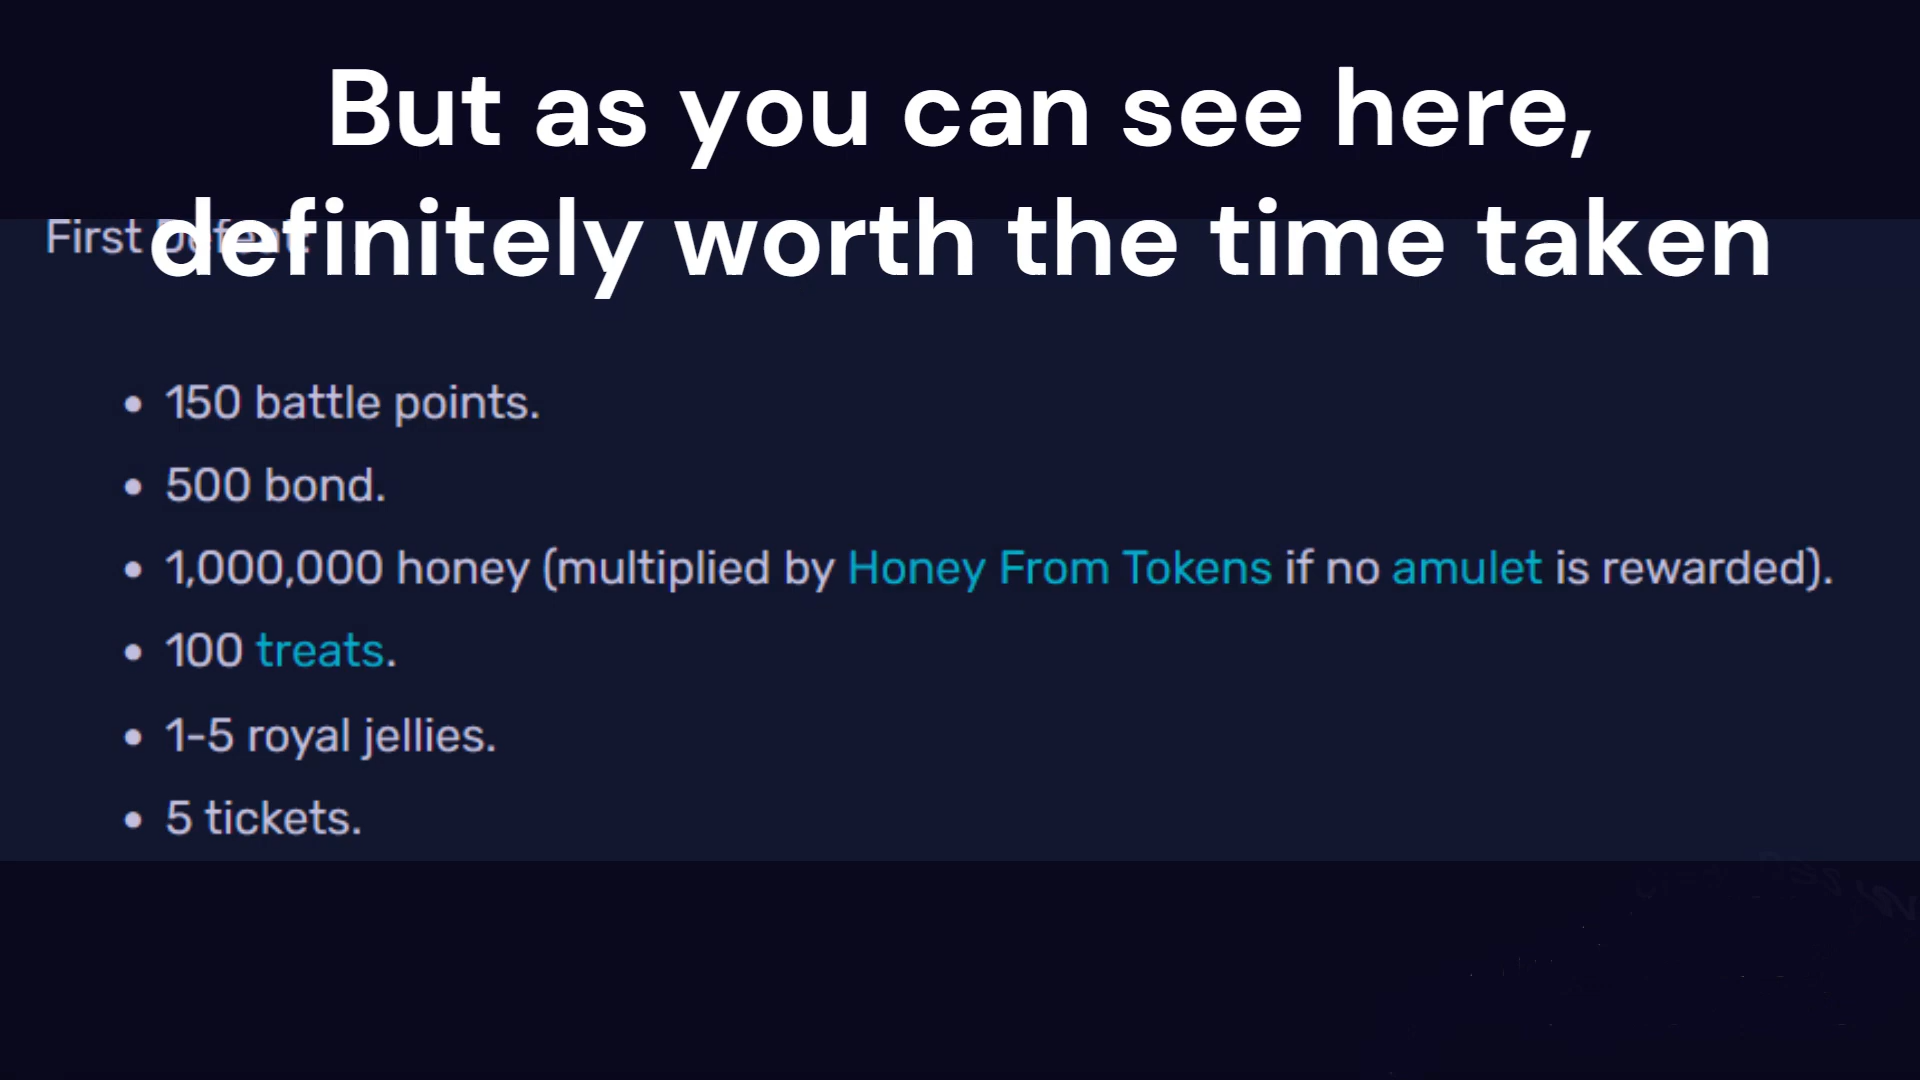 But as you can see here,
definitely worth the time taken
First Defeat:
• 150 battle points.
• 500 bond.
• 1,000,000 honey (multiplied by Honey From Tokens if no amulet is rewarded).
• 100 treats.
• 1-5 royal jellies.
• 5 tickets.